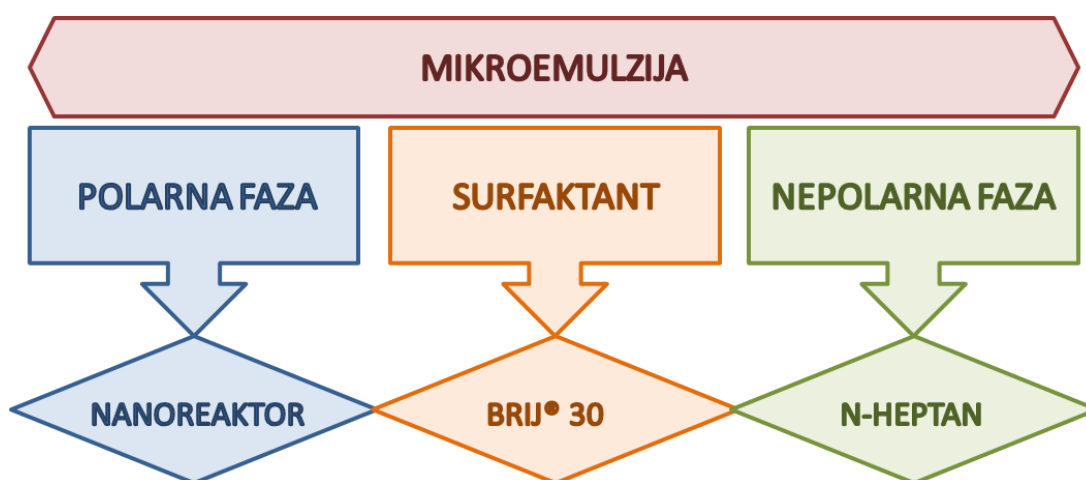 MIKROEMULZIJA
POLARNA FAZA
SURFAKTANT
NEPOLARNA FAZA
NANOREAKTOR
BRIJ® 30
N-HEPTAN